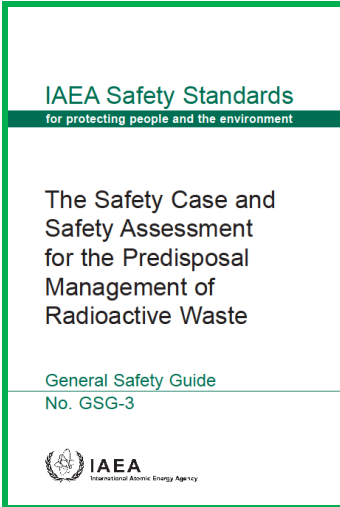 IAEA Safety Standards
for protecting people and the environment
The Safety Case and
Safety Assessment
for the Predisposal
Management of
Radioactive Waste
General Safety Guide
No. GSG-3
IAEA
International Atomic Energy Agency